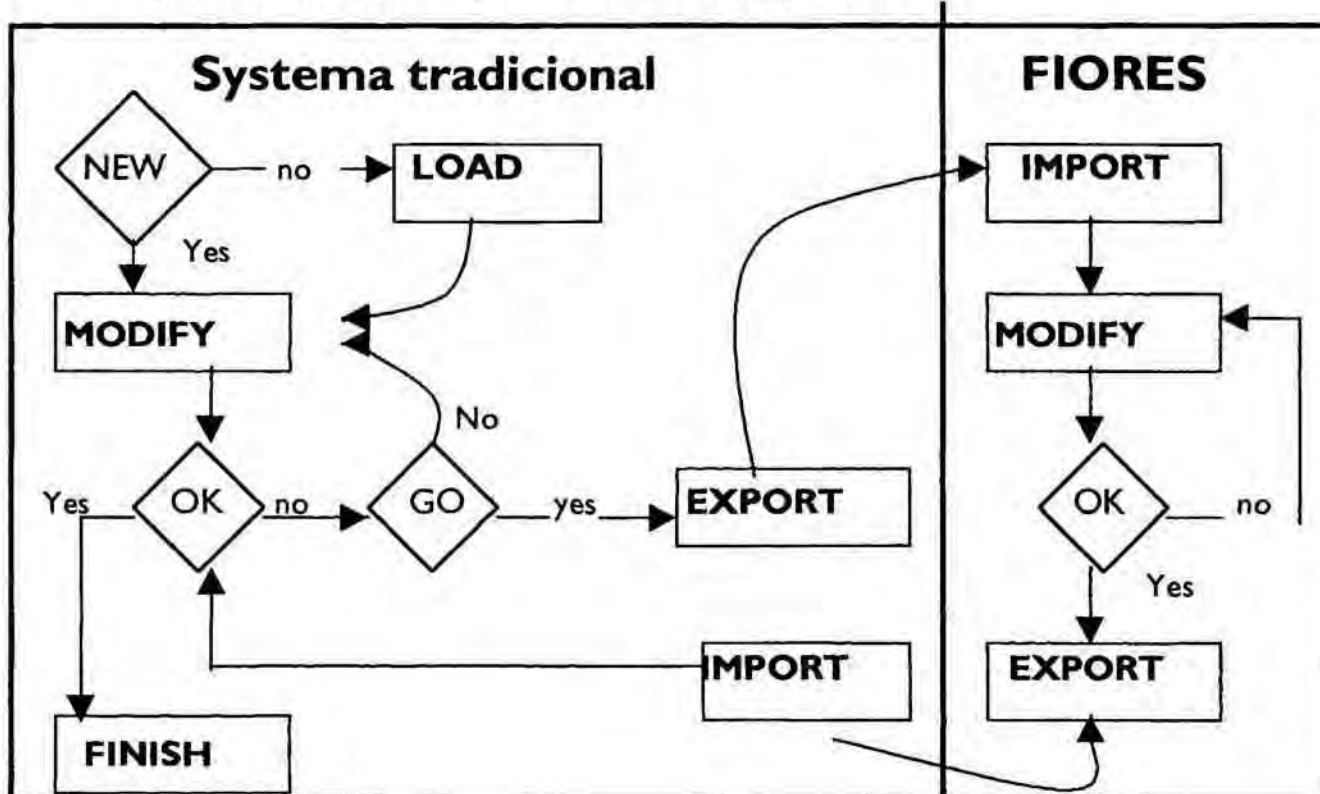 Systema tradicional
FIORES
NEW
no
LOAD
IMPORT
Yes
MODIFY
MODIFY
No
Yes
OK
no
GO
yes
EXPORT
OK
no
Yes
IMPORT
EXPORT
FINISH